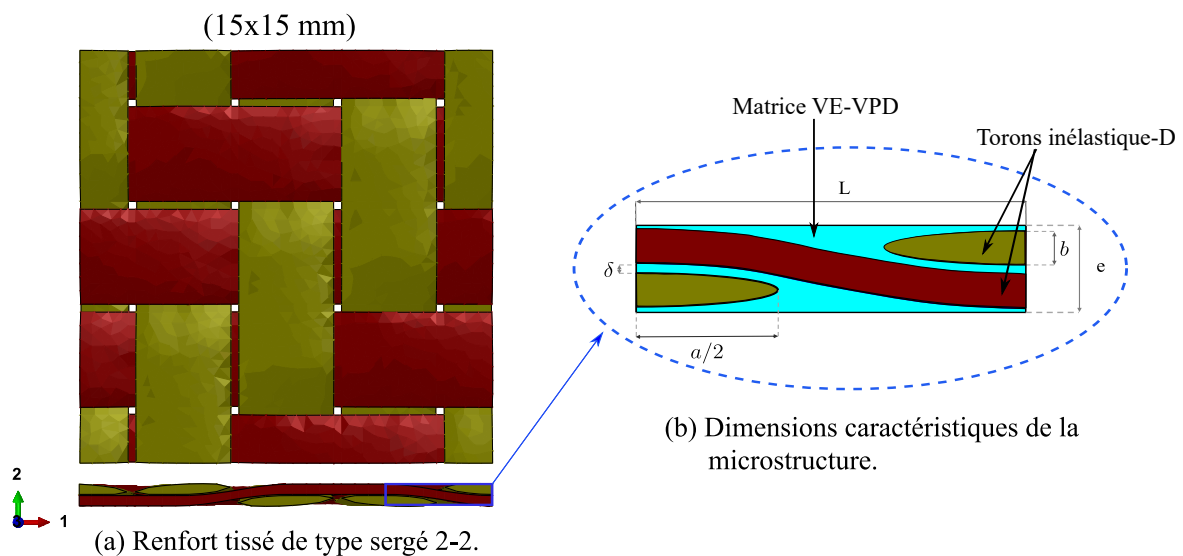 (15x15 mm)
Matrice VE-VPD
Torons inélastique-D
L
b
e
δ
a/2
2
1
(a) Renfort tissé de type sergé 2-2.
(b) Dimensions caractéristiques de la
microstructure.